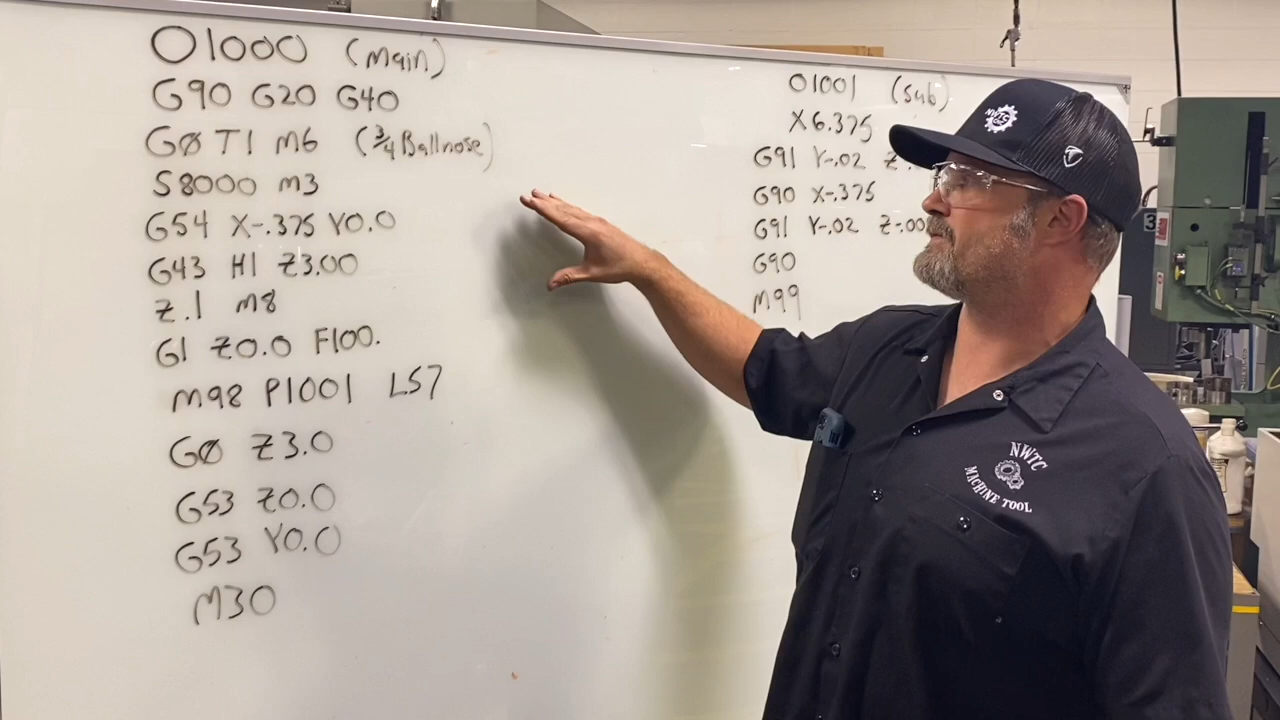 O1000 (Main)
G90 G20 G40
G0 T1 M6 (3/4 Ballnose)
S8000 M3
G54 X-.375 Y0.0
G43 H1 Z3.00
Z.1 M8
G1 Z0.0 F100.
M98 P1001 L57
G0 Z3.0
G53 Z0.0
G53 Y0.0
M30
O1001 (sub)
X6.375
G91 Y-.02
G90 X-.375
G91 Y-.02 Z-.00
G90
M99
NWTC
NWTC
MACHINE TOOL
3